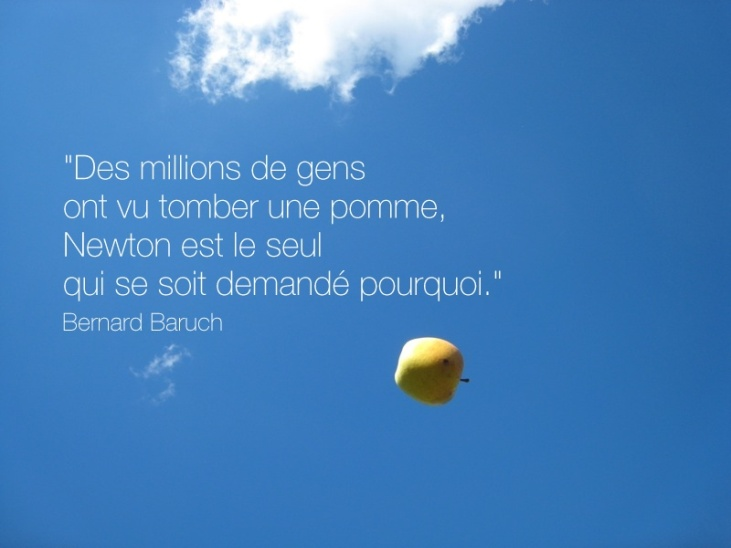 "Des millions de gens
ont vu tomber une pomme,
Newton est le seul
qui se soit demandé pourquoi."
Bernard Baruch